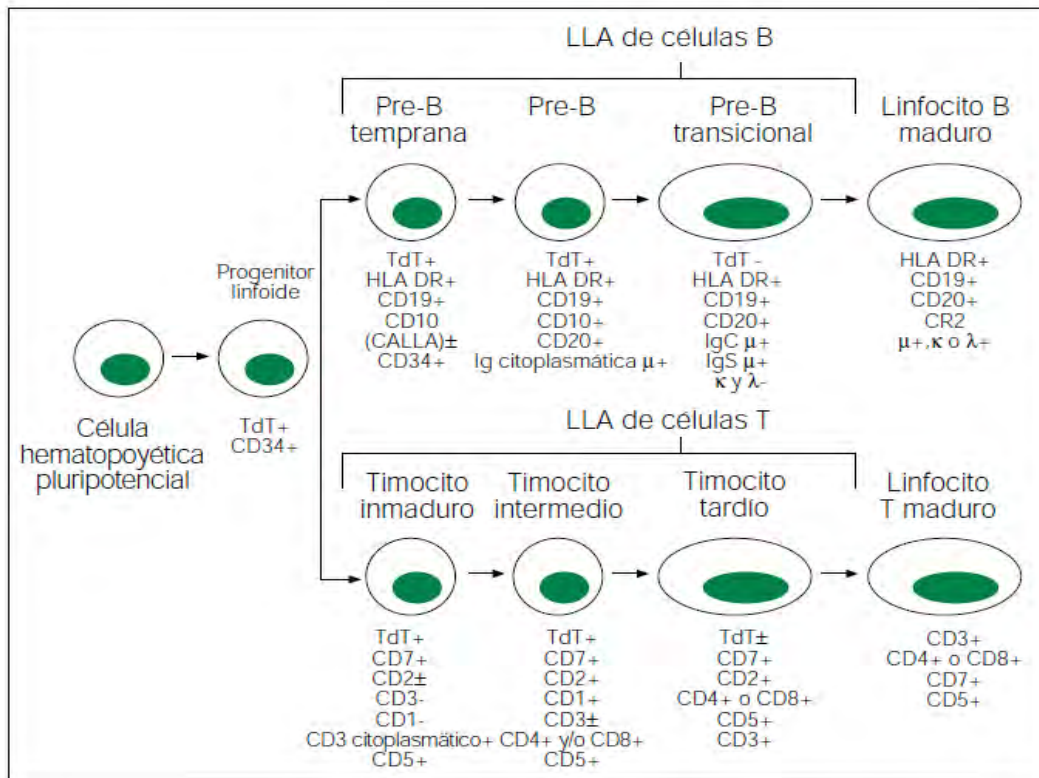 LLA de células B
Pre-B
temprana
Pre-B
Pre-B
transicional
Linfocito B
maduro
TdT+
HLA DR+
CD19+
CD10
(CALLA)±
CD34+
TdT+
HLA DR+
CD19+
CD10+
CD20+
Ig citoplasmática μ+
TdT -
HLA DR+
CD19+
CD20+
IgC μ+
IgS μ+
κ y λ-
HLA DR+
CD19+
CD20+
CR2
μ+,κ o λ+
Progenitor
linfoide
Célula
hematopoyética
pluripotencial
TdT+
CD34+
LLA de células T
Timocito
inmaduro
Timocito
intermedio
Timocito
tardío
Linfocito
T maduro
TdT+
CD7+
CD2±
CD3-
CD1-
CD3 citoplasmático+
CD5+
TdT+
CD7+
CD2+
CD1+
CD3±
CD4+ y/o CD8+
CD5+
TdT±
CD7+
CD2+
CD4+ o CD8+
CD5+
CD3+
CD3+
CD4+ o CD8+
CD7+
CD5+